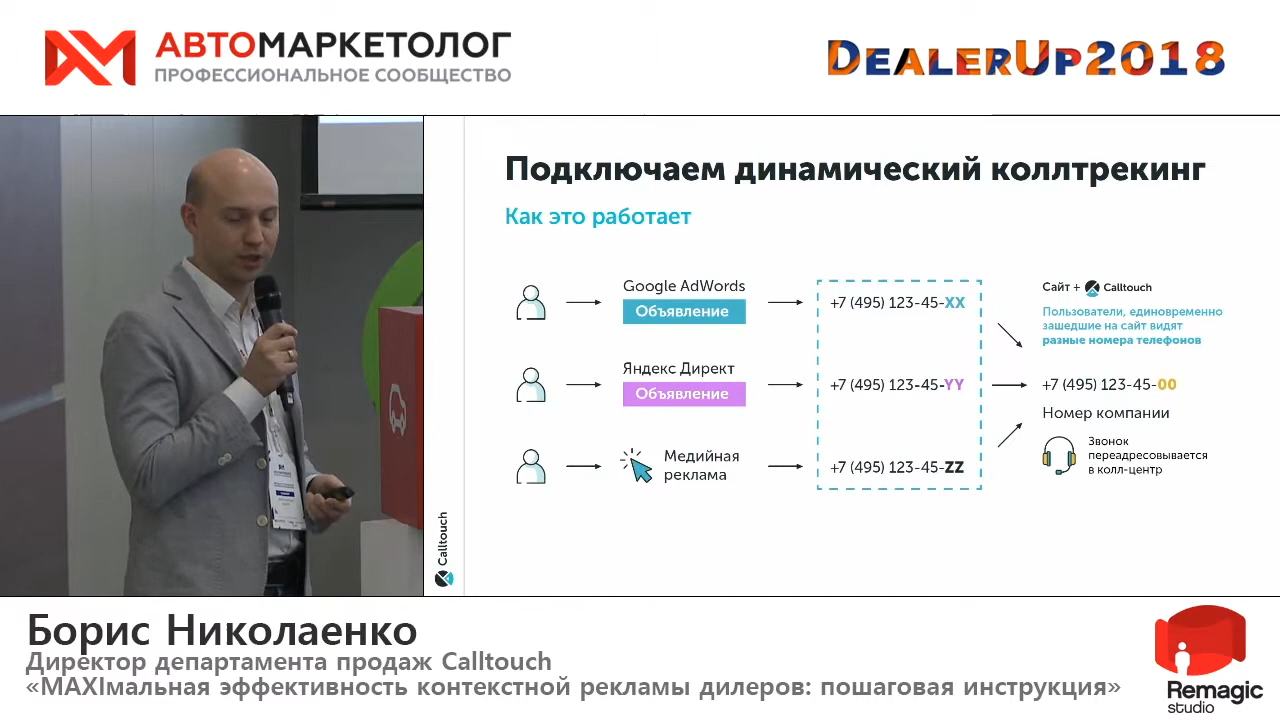 АВТОМАРКЕТОЛОГ
ПРОФЕССИОНАЛЬНОЕ СООБЩЕСТВО
DEALERUP2018
Подключаем динамический коллтрекинг
Как это работает
Google AdWords
Объявление
+7 (495) 123-45-XX
Яндекс Директ
Объявление
+7 (495) 123-45-YY
Медийная
реклама
+7 (495) 123-45-ZZ
Сайт + Calltouch
Пользователи, единовременно
зашедшие на сайт видят
разные номера телефонов
+7 (495) 123-45-00
Номер компании
Звонок
переадресовывается
в колл-центр
Calltouch
Борис Николаенко
Директор департамента продаж Calltouch
«MAXIмальная эффективность контекстной рекламы дилеров: пошаговая инструкция»
Remagic
studio